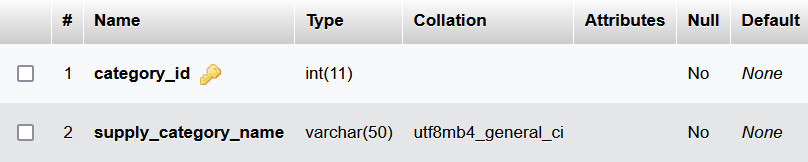 # Name Type Collation Attributes Null Default
1 category_id int(11) No None
2 supply_category_name varchar(50) utf8mb4_general_ci No None